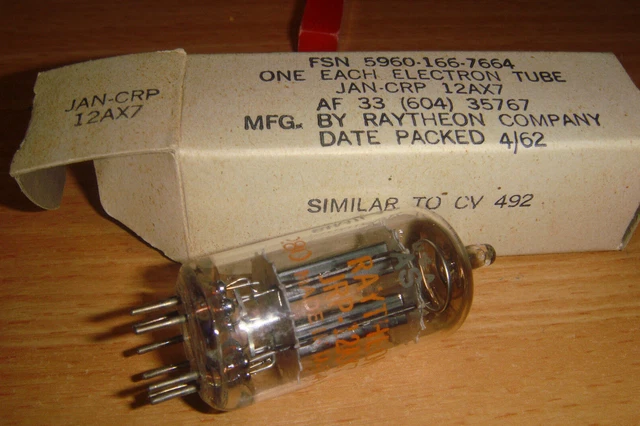 JAN-CRP
12AX7
FSN 5960-166-7664
ONE EACH ELECTRON TUBE
JAN-CRP 12AX7
AF 33 (604) 35767
MFG. BY RAYTHEON COMPANY
DATE PACKED 4/62
SIMILAR TO CV 492